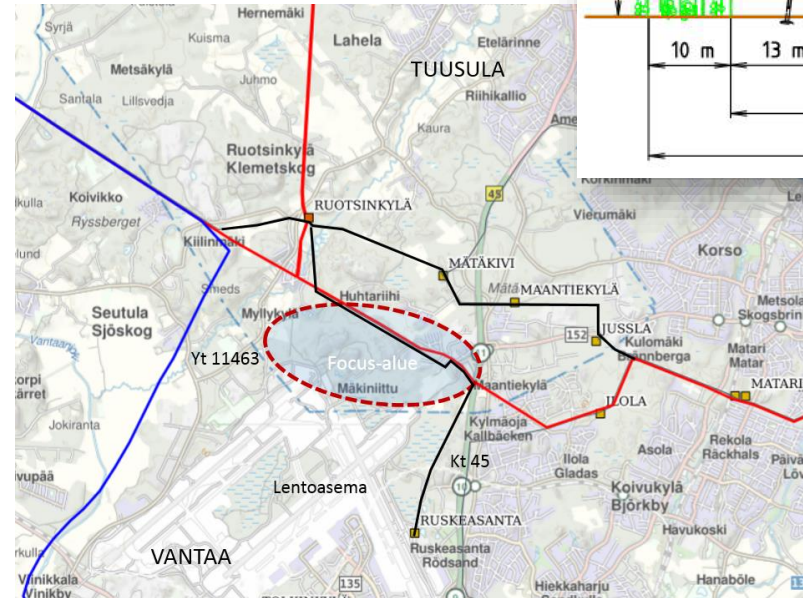 Hernemäki
Syrjä
Kuisma
Lahela
Etelärinne
10 m
13 m
Metsäkylä
Juhmo
TUUSULA
Santala
Lillsvedja
Riihikallio
Kaura
Ruotsinkylä
Klemetskog
45
Koivikko
RUOTSINKYLÄ
Vierumäki
Ryssberget
Kiilinmäki
Korso
MÄTÄKIVI
Smeds
Huhtariihi
Mätä
MAANTIEKYLÄ
Seutula
Sjöskog
Myllykylä
152
JUSSLA
Kulomäki
Brännberga
Matari
Matar
Yt 11463
Focus-alue
Mäkiniittu
Maantiekylä
MATARI
Jokiranta
ILOLA
Kylmäoja
Kallbäcken
Rekola
Räckhals
Kt 45
Ilola
Gladas
Asola
Lentoasema
Koivukylä
Björkby
RUSKEASANTA
Havukoski
VANTAA
Ruskeasanta
Rödsand
135
Hiekkaharju
Hanaböle